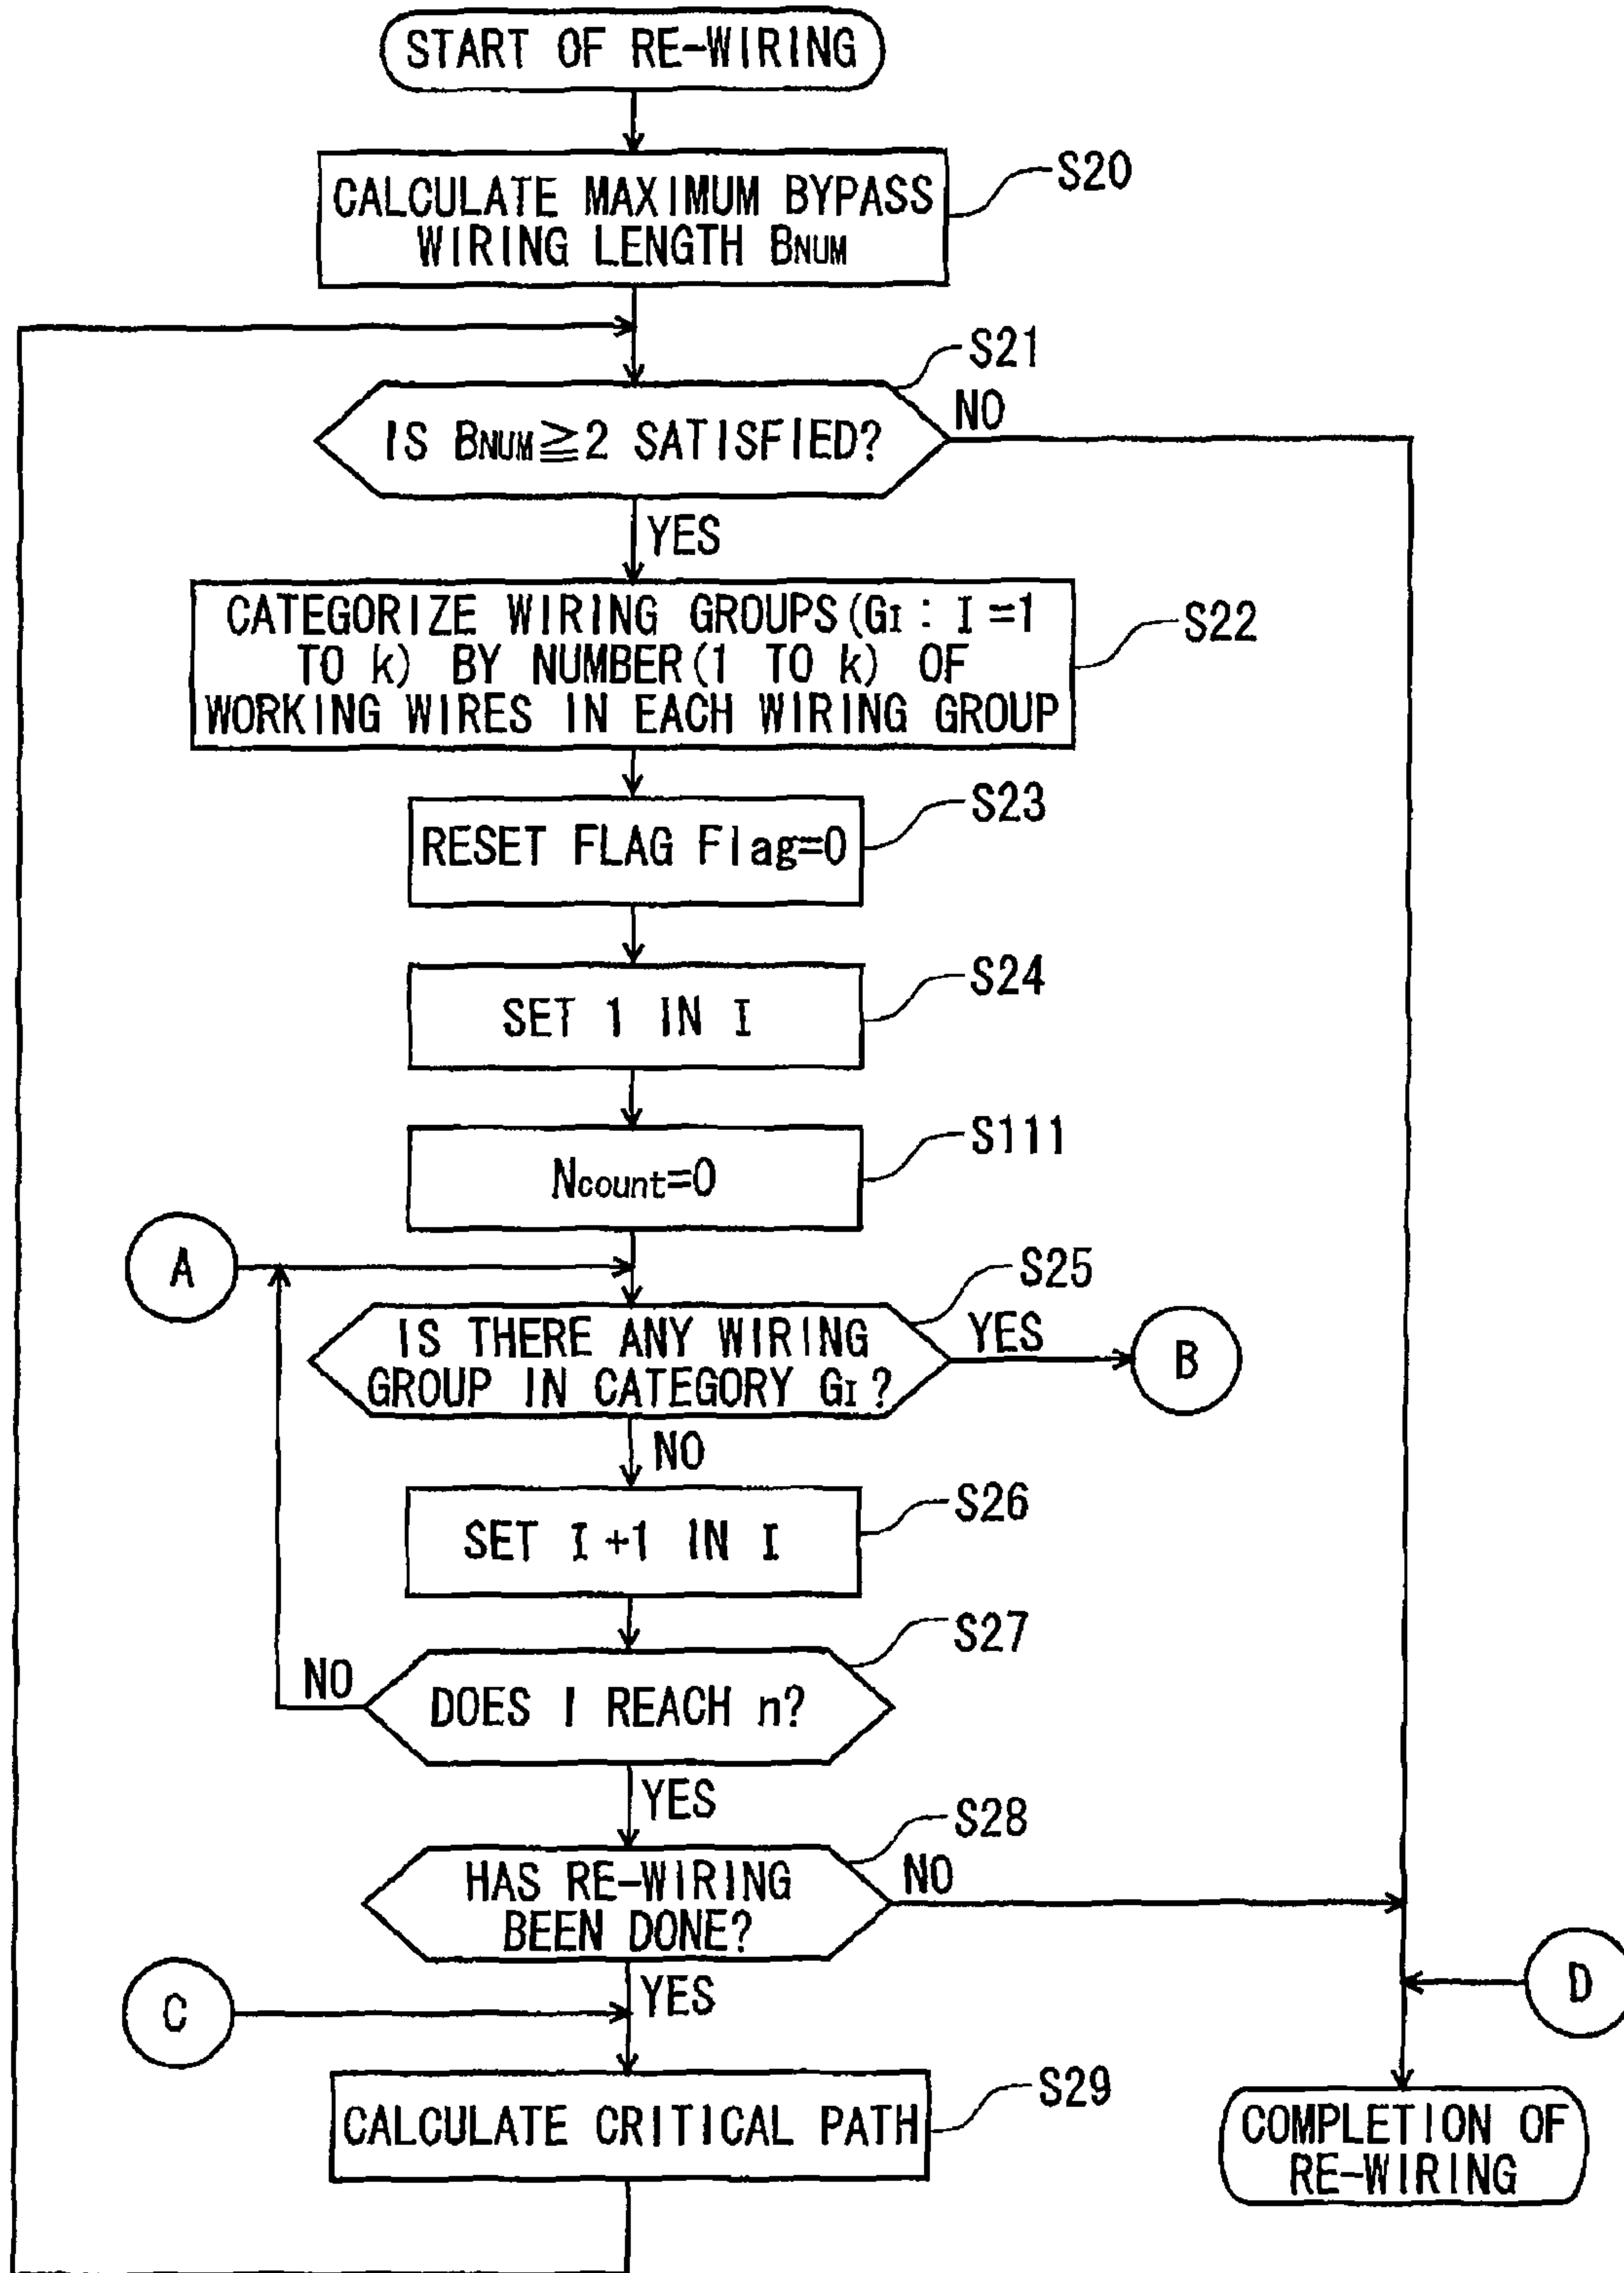 START OF RE-WIRING
CALCULATE MAXIMUM BYPASS
WIRING LENGTH BNUM
S20
S21
IS BNUM≧2 SATISFIED?
NO
YES
CATEGORIZE WIRING GROUPS(GI : I=1
TO k) BY NUMBER(1 TO k) OF
WORKING WIRES IN EACH WIRING GROUP
S22
RESET FLAG Flag=0
S23
SET 1 IN I
S24
Ncount=0
S111
A
S25
IS THERE ANY WIRING
GROUP IN CATEGORY GI?
YES
B
NO
SET I+1 IN I
S26
S27
NO
DOES I REACH n?
YES
S28
HAS RE-WIRING
BEEN DONE?
NO
D
C
YES
CALCULATE CRITICAL PATH
S29
COMPLETION OF
RE-WIRING